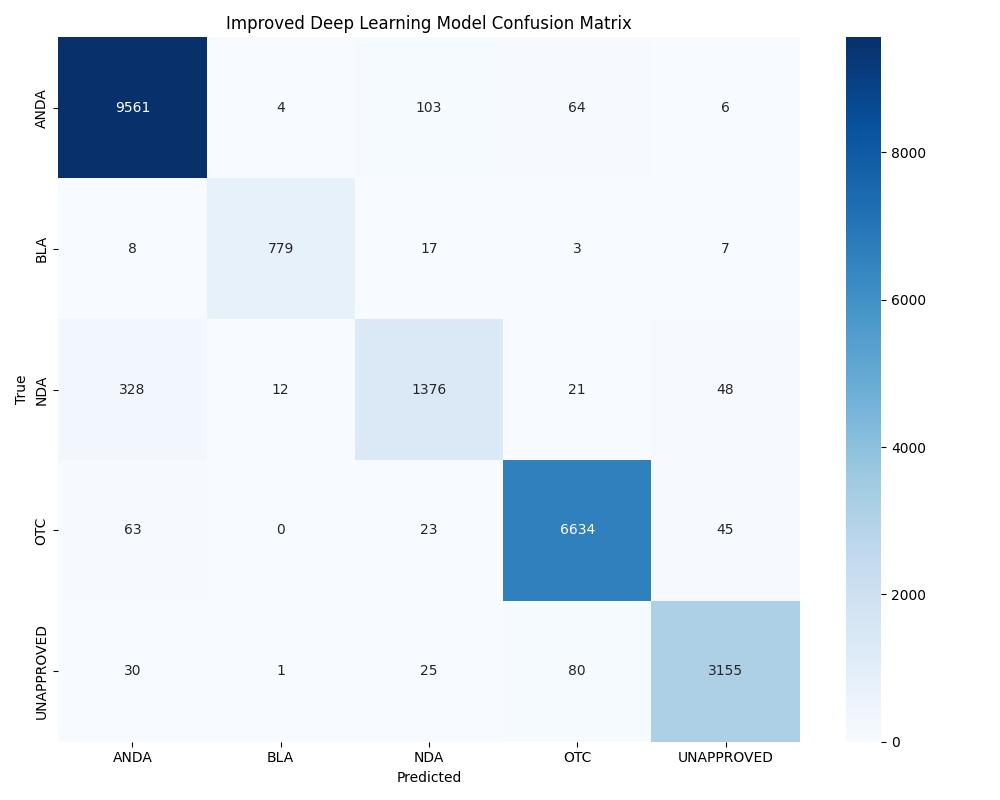 Improved Deep Learning Model Confusion Matrix
ANDA 9561 4 103 64 6
BLA 8 779 17 3 7
NDA 328 12 1376 21 48
OTC 63 0 23 6634 45
UNAPPROVED 30 1 25 80 3155
True
ANDA BLA NDA OTC UNAPPROVED
Predicted
8000
6000
4000
2000
0